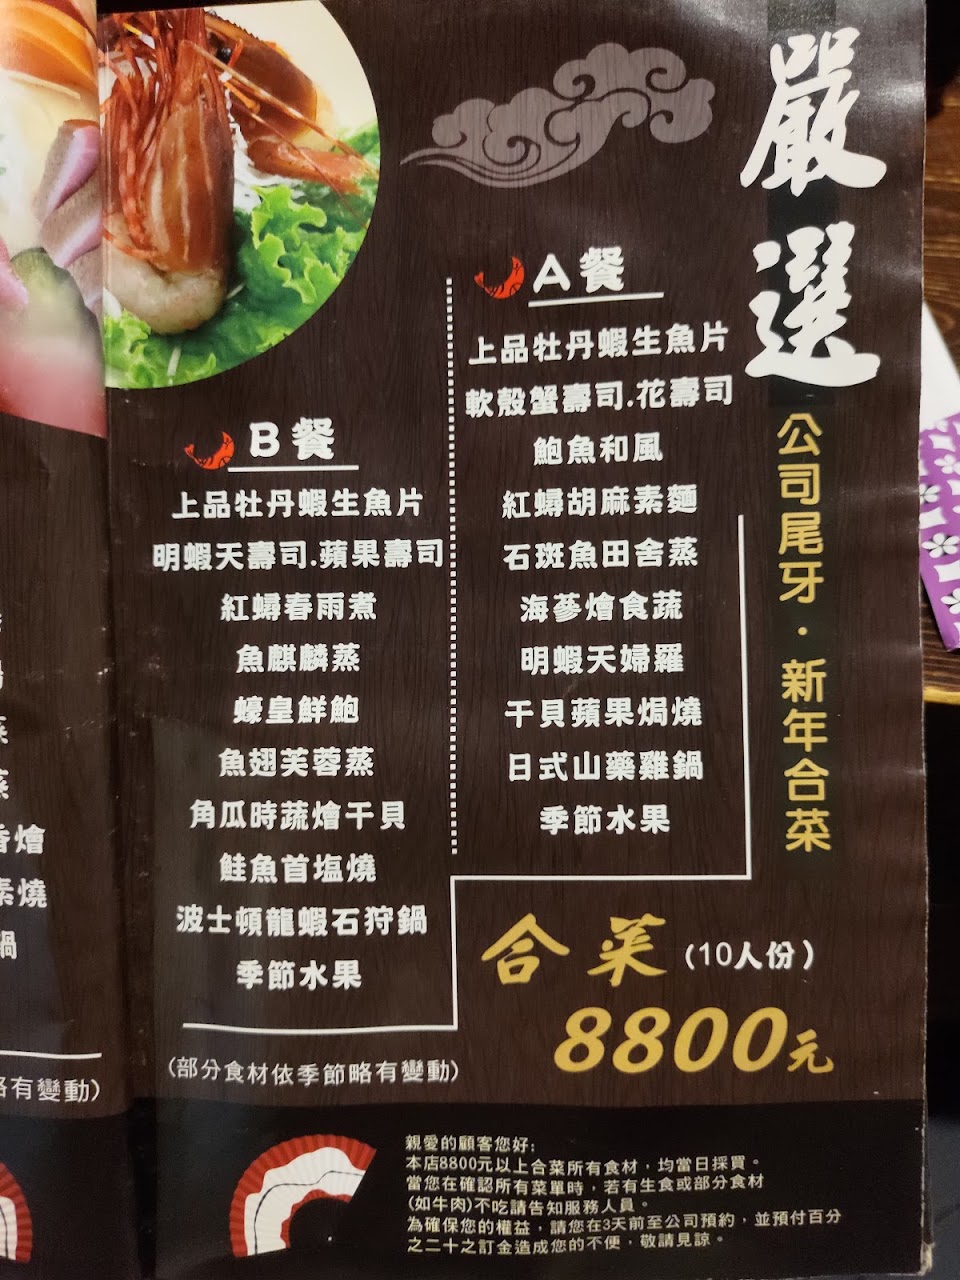 嚴選
公司尾牙・新年合菜
A餐
上品牡丹蝦生魚片
軟殼蟹壽司.花壽司
鮑魚和風
紅蟳胡麻素麵
石斑魚田舍蒸
海蔘燴食蔬
明蝦天婦羅
干貝蘋果焗燒
日式山藥雞鍋
季節水果
B餐
上品牡丹蝦生魚片
明蝦天壽司.蘋果壽司
紅蟳春雨煮
魚麒麟蒸
蠔皇鮮鮑
魚翅芙蓉蒸
角瓜時蔬燴干貝
鮭魚首塩燒
波士頓龍蝦石狩鍋
季節水果
合菜(10人份)
8800元
(部分食材依季節略有變動)
親愛的顧客您好:
本店8800元以上合菜所有食材，均當日採買。
當您在確認所有菜單時，若有生食或部分食材
(如牛肉)不吃請告知服務人員。
為確保您的權益，請您在3天前至公司預約，並預付百分
之二十之訂金造成您的不便，敬請見諒。
蒸
香燴
素燒
鍋
略有變動)